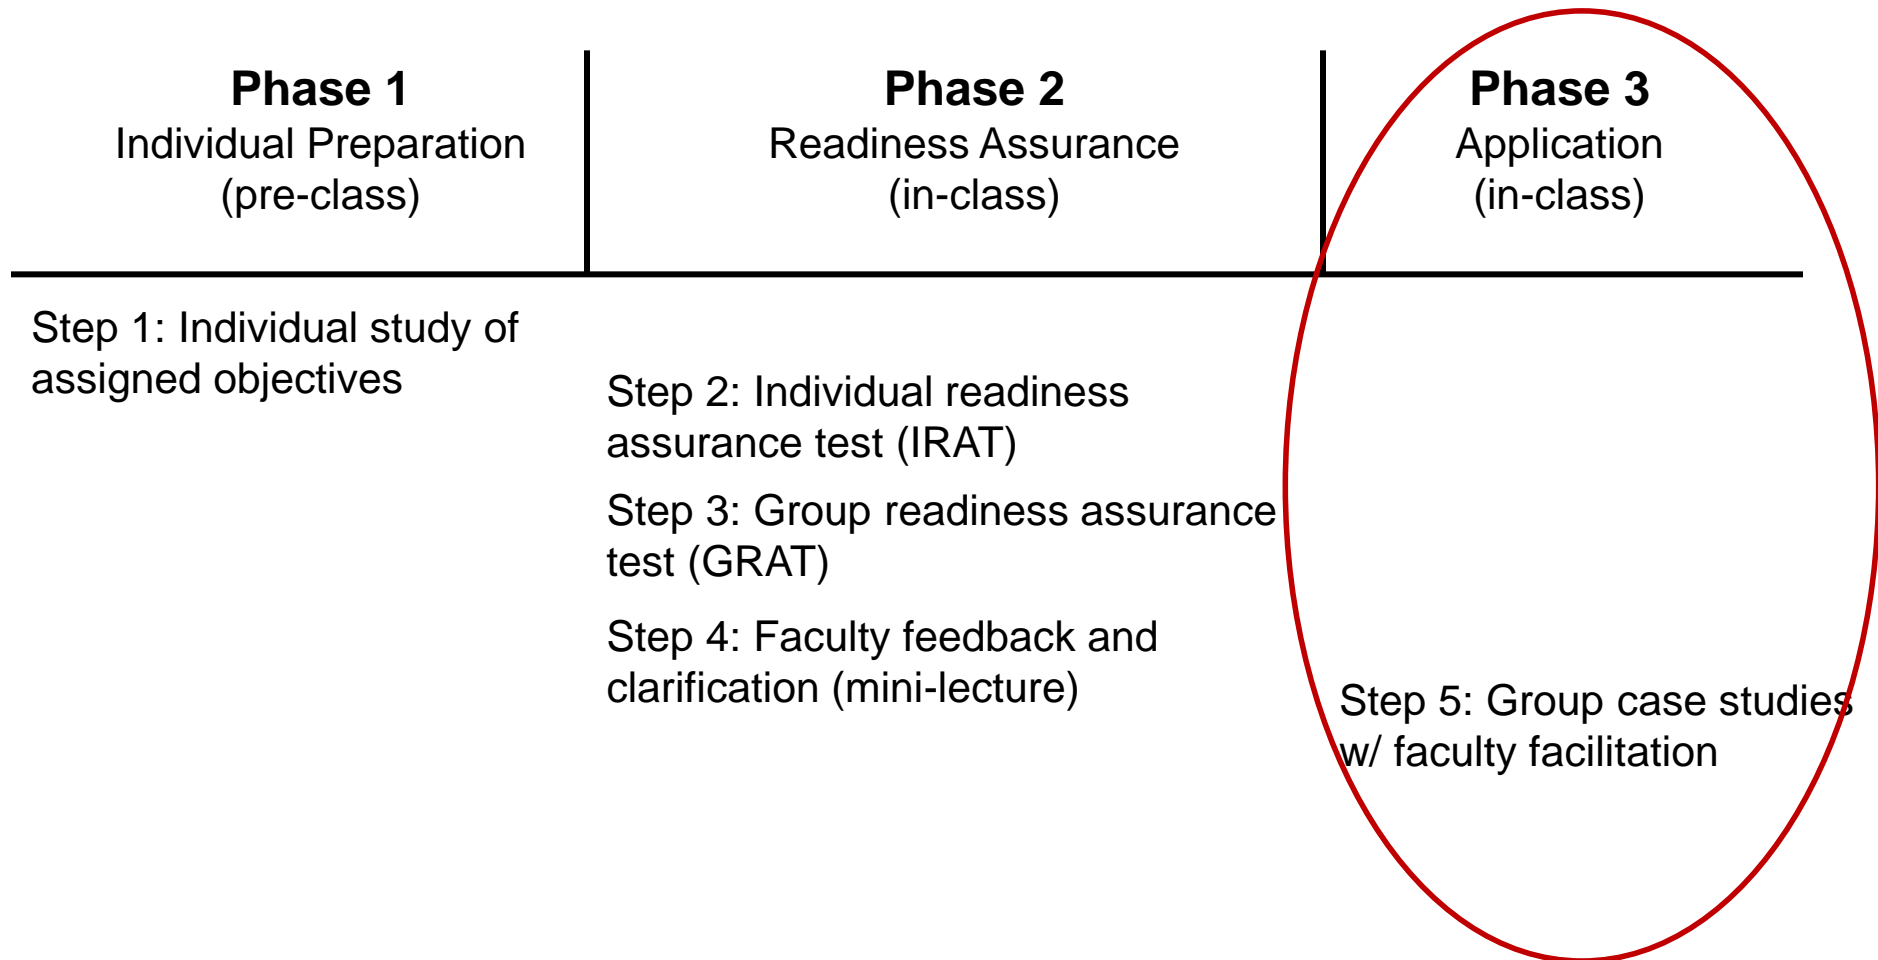 Phase 1
Individual Preparation
(pre-class)
Phase 2
Readiness Assurance
(in-class)
Phase 3
Application
(in-class)
Step 1: Individual study of
assigned objectives
Step 2: Individual readiness
assurance test (IRAT)
Step 3: Group readiness assurance
test (GRAT)
Step 4: Faculty feedback and
clarification (mini-lecture)
Step 5: Group case studies
w/ faculty facilitation